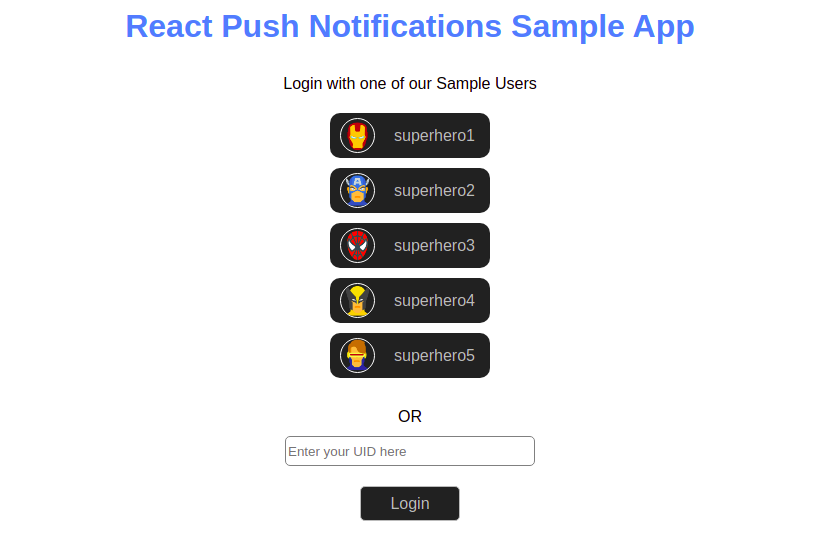 React Push Notifications Sample App
Login with one of our Sample Users
superhero1
superhero2
superhero3
superhero4
superhero5
OR
Enter your UID here
Login